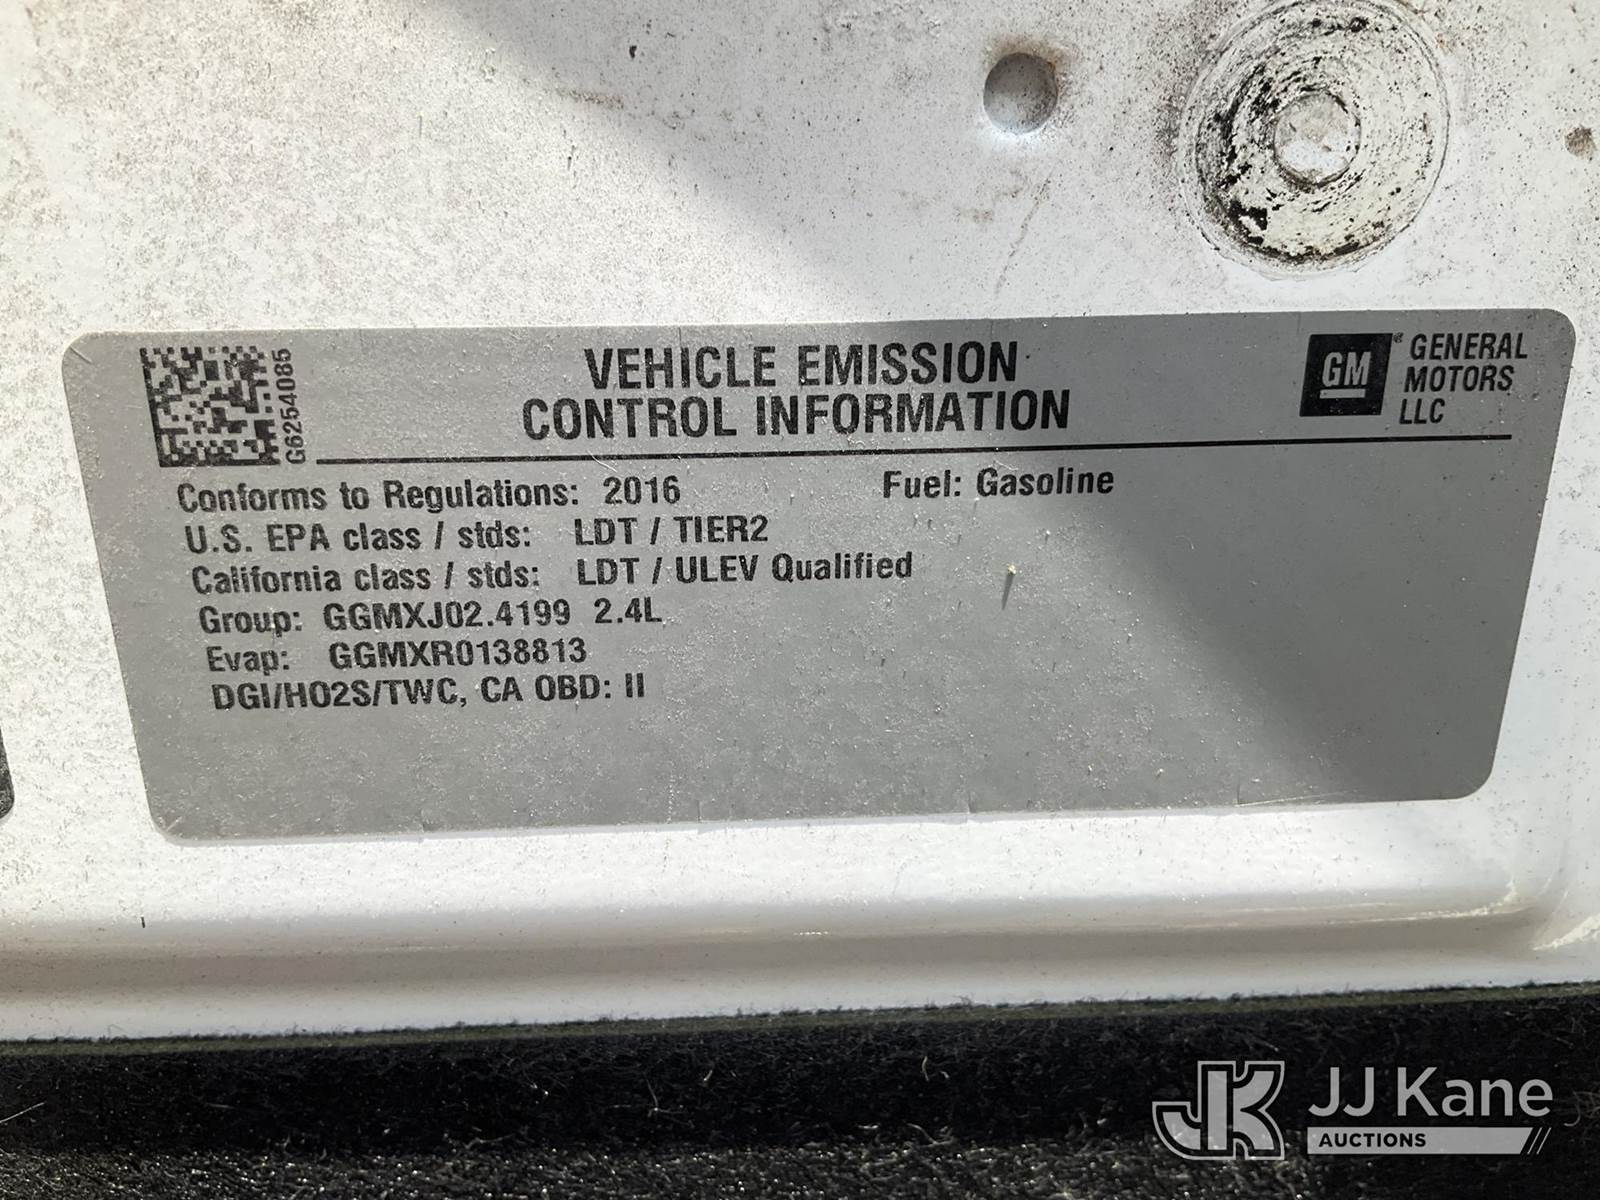 G6254085
VEHICLE EMISSION
CONTROL INFORMATION
GM®
GENERAL
MOTORS
LLC
Conforms to Regulations: 2016 Fuel: Gasoline
U.S. EPA class / stds: LDT / TIER2
California class / stds: LDT / ULEV Qualified
Group: GGMXJ02.4199 2.4L
Evap: GGMXR0138813
DGI/HO2S/TWC, CA OBD: II
JK JJ Kane
AUCTIONS